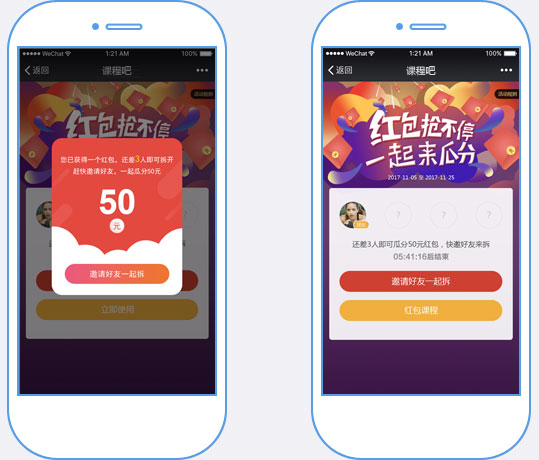 WeChat
1:21 AM
100%
返回
课程吧
活动规则
红包抢不停
您已获得一个红包。还差3人即可拆开
赶快邀请好友，一起瓜分50元
50
元
邀请好友一起拆
立即使用
WeChat
1:21 AM
100%
返回
课程吧
活动规则
红包抢不停
一起来瓜分
2017-11-05 至 2017-11-25
?
?
?
还差3人即可瓜分50元红包，快邀好友来拆
05:41:16后结束
邀请好友一起拆
红包课程